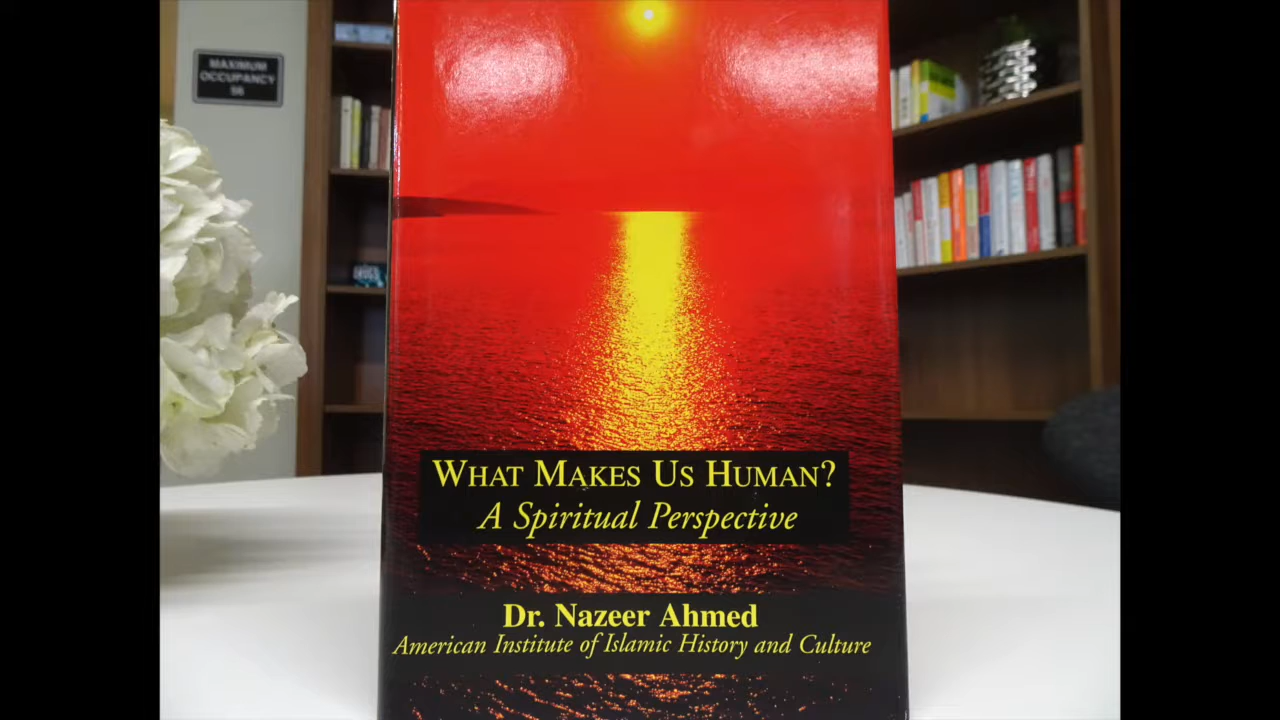 MAXIMUM
OCCUPANCY
WHAT MAKES US HUMAN?
A Spiritual Perspective
Dr. Nazeer Ahmed
American Institute of Islamic History and Culture